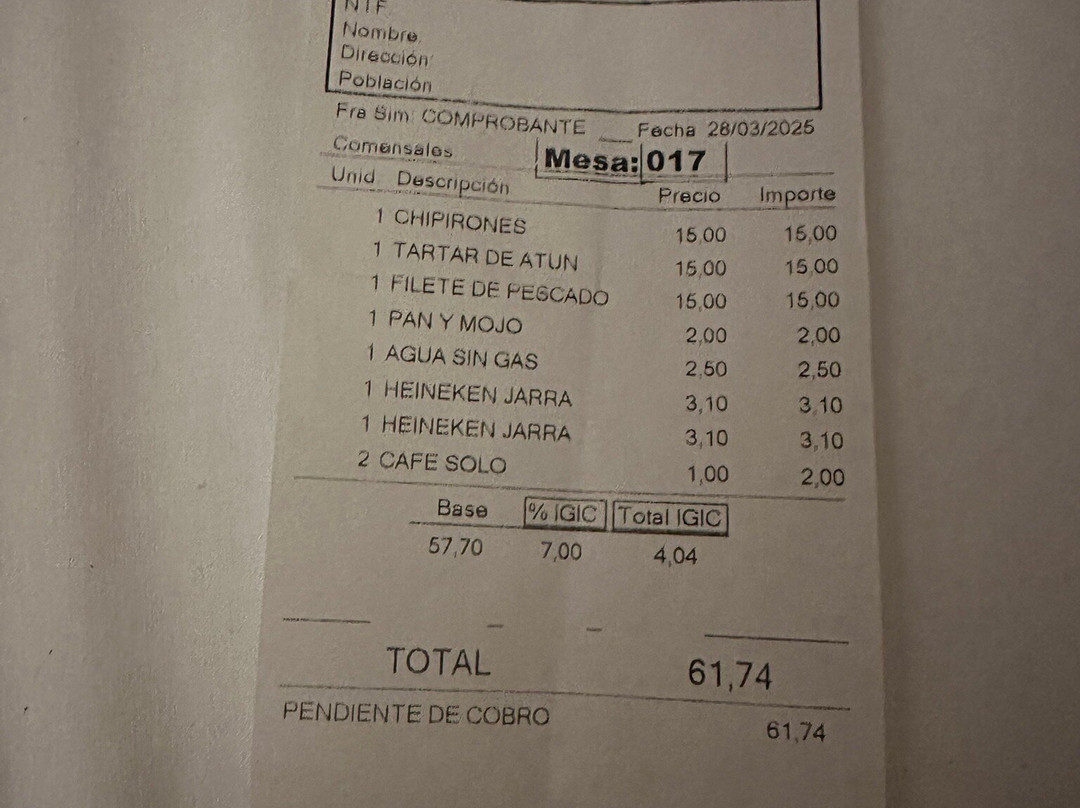 NIF
Nombre
Dirección
Población
Fra Sim: COMPROBANTE Fecha 28/03/2025
Comensales Mesa: 017
Unid. Descripción Precio Importe
1 CHIPIRONES 15,00 15,00
1 TARTAR DE ATUN 15,00 15,00
1 FILETE DE PESCADO 15,00 15,00
1 PAN Y MOJO 2,00 2,00
1 AGUA SIN GAS 2,50 2,50
1 HEINEKEN JARRA 3,10 3,10
1 HEINEKEN JARRA 3,10 3,10
2 CAFE SOLO 1,00 2,00
Base % IGIC Total IGIC
57,70 7,00 4,04
TOTAL 61,74
PENDIENTE DE COBRO 61,74